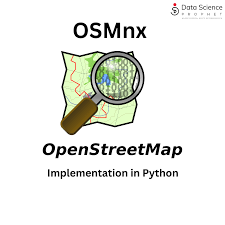 Data Science
PROPHET
OSMnx
OpenStreetMap
Implementation in Python